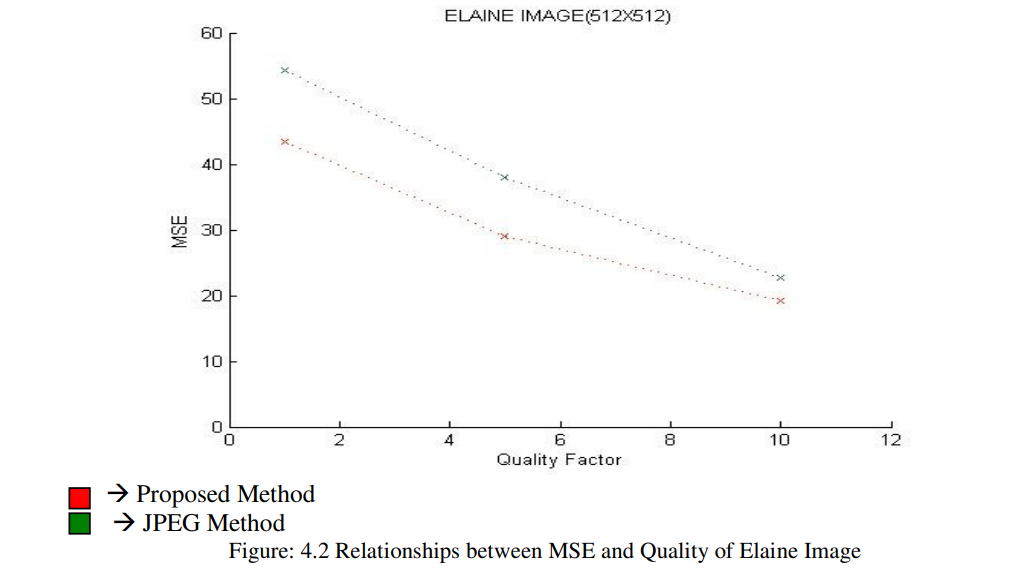 ELAINE IMAGE(512X512)
60
50
40
30
20
10
0
MSE
0 2 4 6 8 10 12
Quality Factor
→ Proposed Method
→ JPEG Method
Figure: 4.2 Relationships between MSE and Quality of Elaine Image